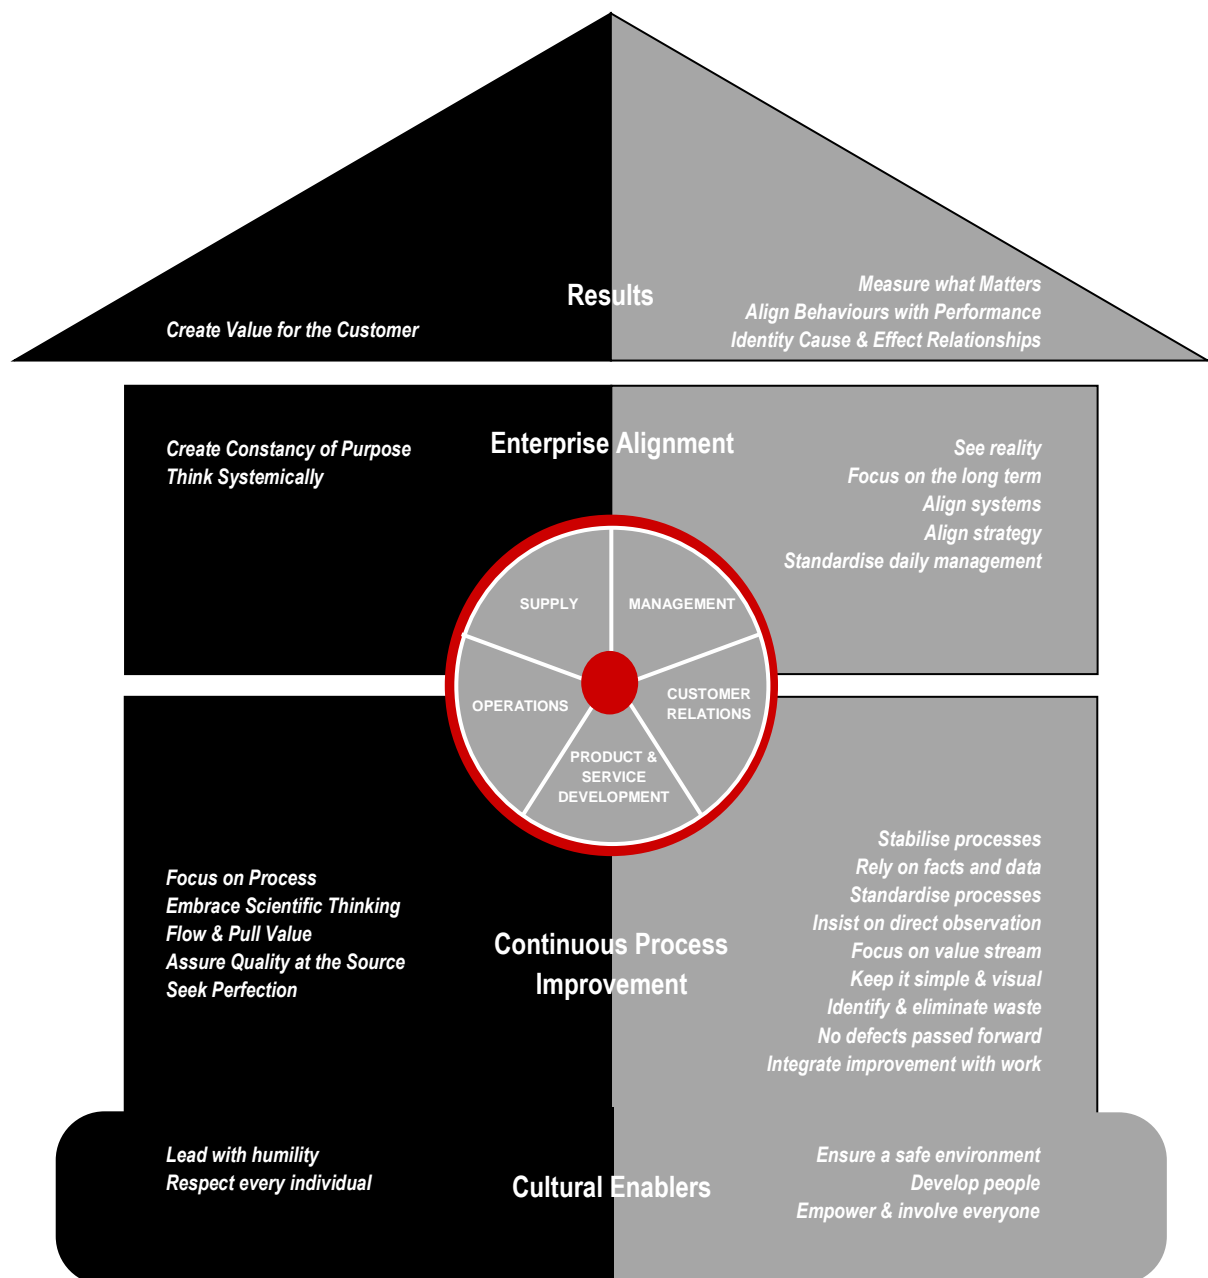 Results
Create Value for the Customer
Measure what Matters
Align Behaviours with Performance
Identity Cause & Effect Relationships
Enterprise Alignment
Create Constancy of Purpose
Think Systemically
See reality
Focus on the long term
Align systems
Align strategy
Standardise daily management
SUPPLY
MANAGEMENT
OPERATIONS
CUSTOMER
RELATIONS
PRODUCT &
SERVICE
DEVELOPMENT
Focus on Process
Embrace Scientific Thinking
Flow & Pull Value
Assure Quality at the Source
Seek Perfection
Continuous Process
Improvement
Stabilise processes
Rely on facts and data
Standardise processes
Insist on direct observation
Focus on value stream
Keep it simple & visual
Identify & eliminate waste
No defects passed forward
Integrate improvement with work
Lead with humility
Respect every individual
Cultural Enablers
Ensure a safe environment
Develop people
Empower & involve everyone